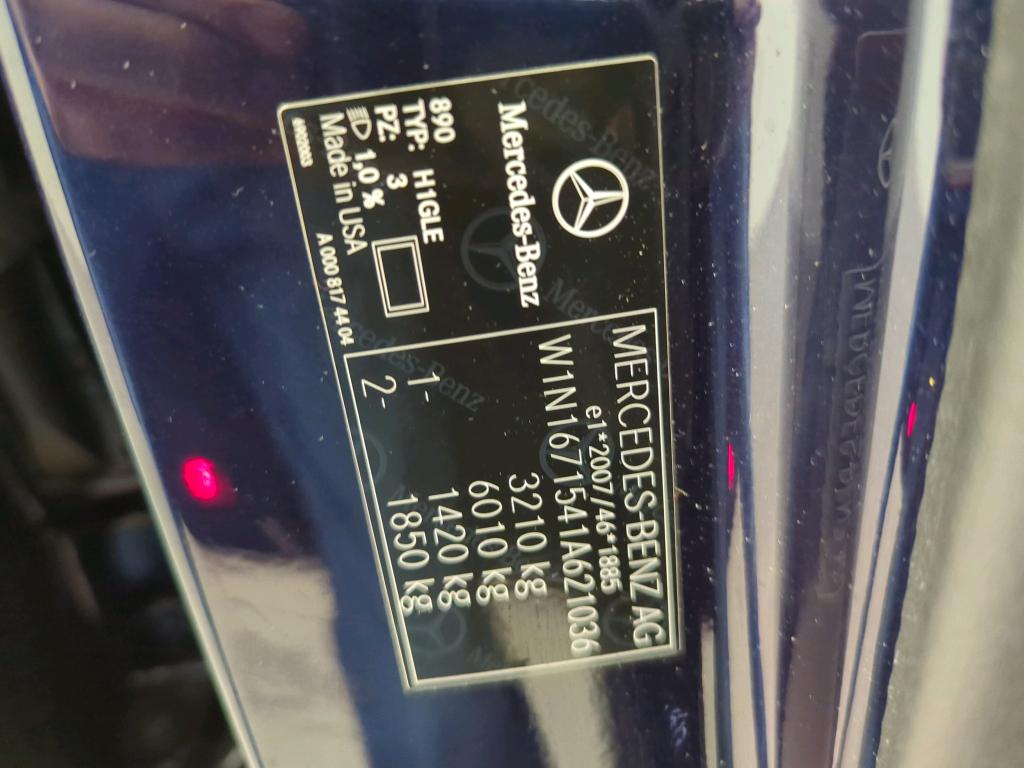 Mercedes-Benz
890
TYP: H1GLE
PZ: 3
1,0 %
Made in USA
A 000 817 44 04
MERCEDES-BENZ AG
e1*2007/46*1885
W1N1671541A621036
3210 kg
6010 kg
1- 1420 kg
2- 1850 kg